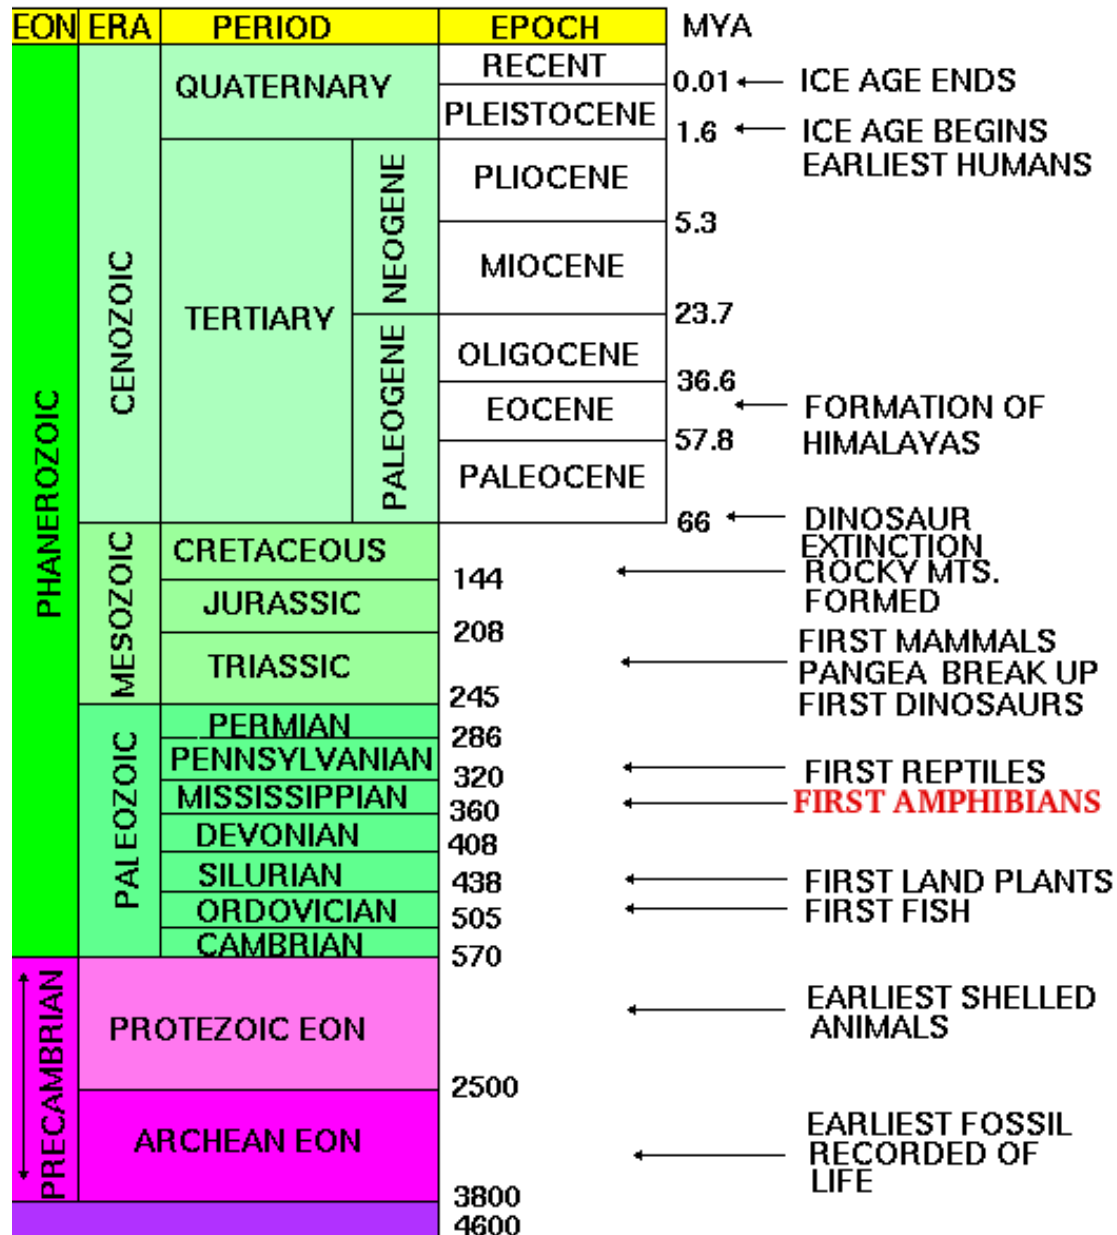 EON ERA PERIOD EPOCH MYA
PHANEROZOIC
CENOZOIC
QUATERNARY
RECENT
0.01 ICE AGE ENDS
PLEISTOCENE
1.6 ICE AGE BEGINS
EARLIEST HUMANS
TERTIARY
NEOGENE
PLIOCENE
5.3
MIOCENE
23.7
PALEOGENE
OLIGOCENE
36.6
EOCENE
FORMATION OF
HIMALAYAS
57.8
PALEOCENE
66 DINOSAUR
EXTINCTION
MESOZOIC
CRETACEOUS
ROCKY MTS.
FORMED
144
JURASSIC
208
TRIASSIC
FIRST MAMMALS
PANGEA BREAK UP
FIRST DINOSAURS
245
PALEOZOIC
PERMIAN
286
PENNSYLVANIAN
FIRST REPTILES
320
MISSISSIPPIAN
FIRST AMPHIBIANS
360
DEVONIAN
408
SILURIAN
FIRST LAND PLANTS
438
ORDOVICIAN
FIRST FISH
505
CAMBRIAN
570
PRECAMBRIAN
PROTEZOIC EON
EARLIEST SHELLED
ANIMALS
2500
ARCHEAN EON
EARLIEST FOSSIL
RECORDED OF
LIFE
3800
4600